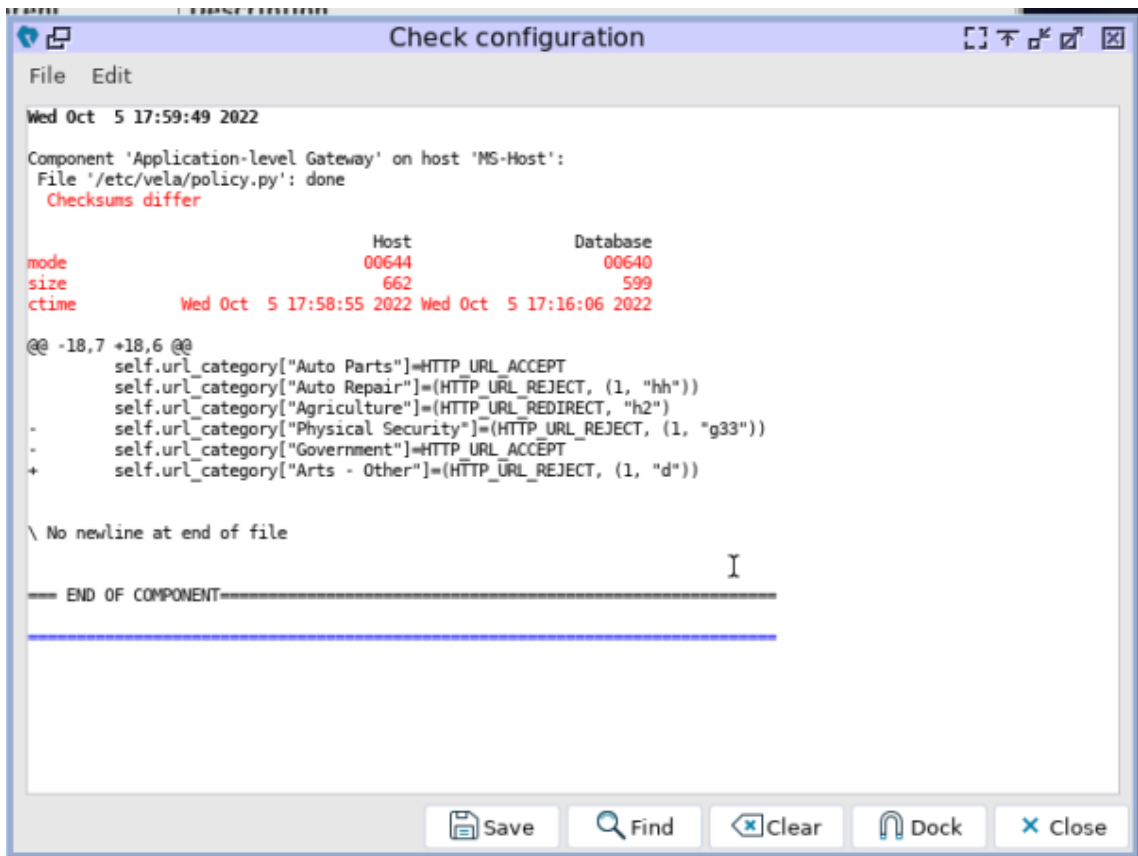 Description
Check configuration
File Edit
Wed Oct  5 17:59:49 2022
Component 'Application-level Gateway' on host 'MS-Host':
 File '/etc/vela/policy.py': done
  Checksums differ
Host Database
mode 00644 00640
size 662 599
ctime Wed Oct  5 17:58:55 2022 Wed Oct  5 17:16:06 2022
@@ -18,7 +18,6 @@
         self.url_category["Auto Parts"]=HTTP_URL_ACCEPT
         self.url_category["Auto Repair"]=(HTTP_URL_REJECT, (1, "hh"))
         self.url_category["Agriculture"]=(HTTP_URL_REDIRECT, "h2")
-        self.url_category["Physical Security"]=(HTTP_URL_REJECT, (1, "g33"))
-        self.url_category["Government"]=HTTP_URL_ACCEPT
+        self.url_category["Arts - Other"]=(HTTP_URL_REJECT, (1, "d"))
\ No newline at end of file
=== END OF COMPONENT==========================================================
Save Find Clear Dock Close